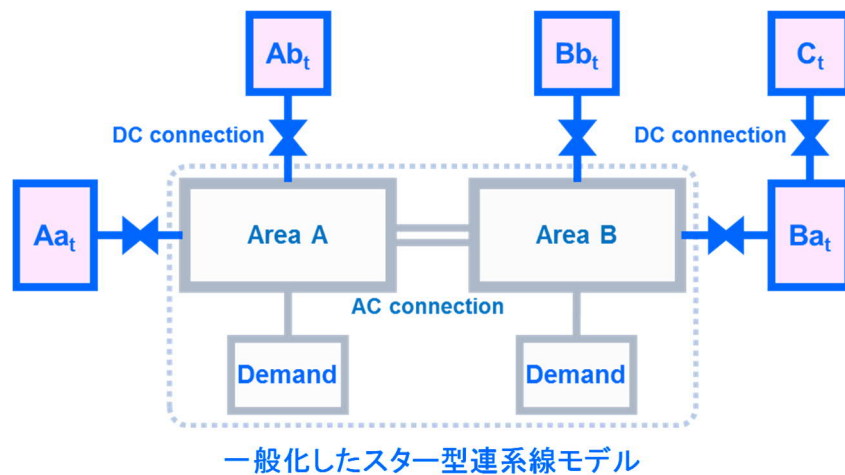 Ab_t
Bb_t
C_t
DC connection
DC connection
Aa_t
Area A
Area B
Ba_t
AC connection
Demand
Demand
一般化したスター型連系線モデル